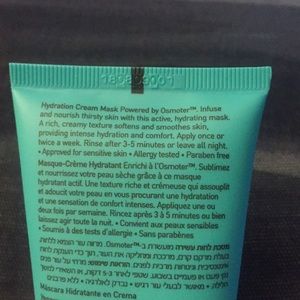 Hydration Cream Mask Powered by Osmoter™. Infuse
and nourish thirsty skin with this active, hydrating mask.
A rich, creamy texture softens and smoothes skin,
providing intense hydration and comfort. Apply once or
twice a week. Rinse after 3-5 minutes or leave all night.
• Approved for sensitive skin • Allergy tested • Paraben free
Masque-Crème Hydratant Enrichi à l'Osmoter™. Sublimez
et nourrissez votre peau sèche grâce à ce masque
hydratant actif. Une texture riche et crémeuse qui assouplit
et adoucit la peau en vous procurant une hydratation
et une sensation de confort intenses. Appliquez une ou
deux fois par semaine. Rincez après 3 à 5 minutes ou bien
laissez agir toute la nuit. • Convient aux peaux sensibles
• Soumis à des tests d'allergie • Sans parabènes
מסכת לחות עשירה מועשרת ב-Osmoter™.
Máscara Hidratante en Crema